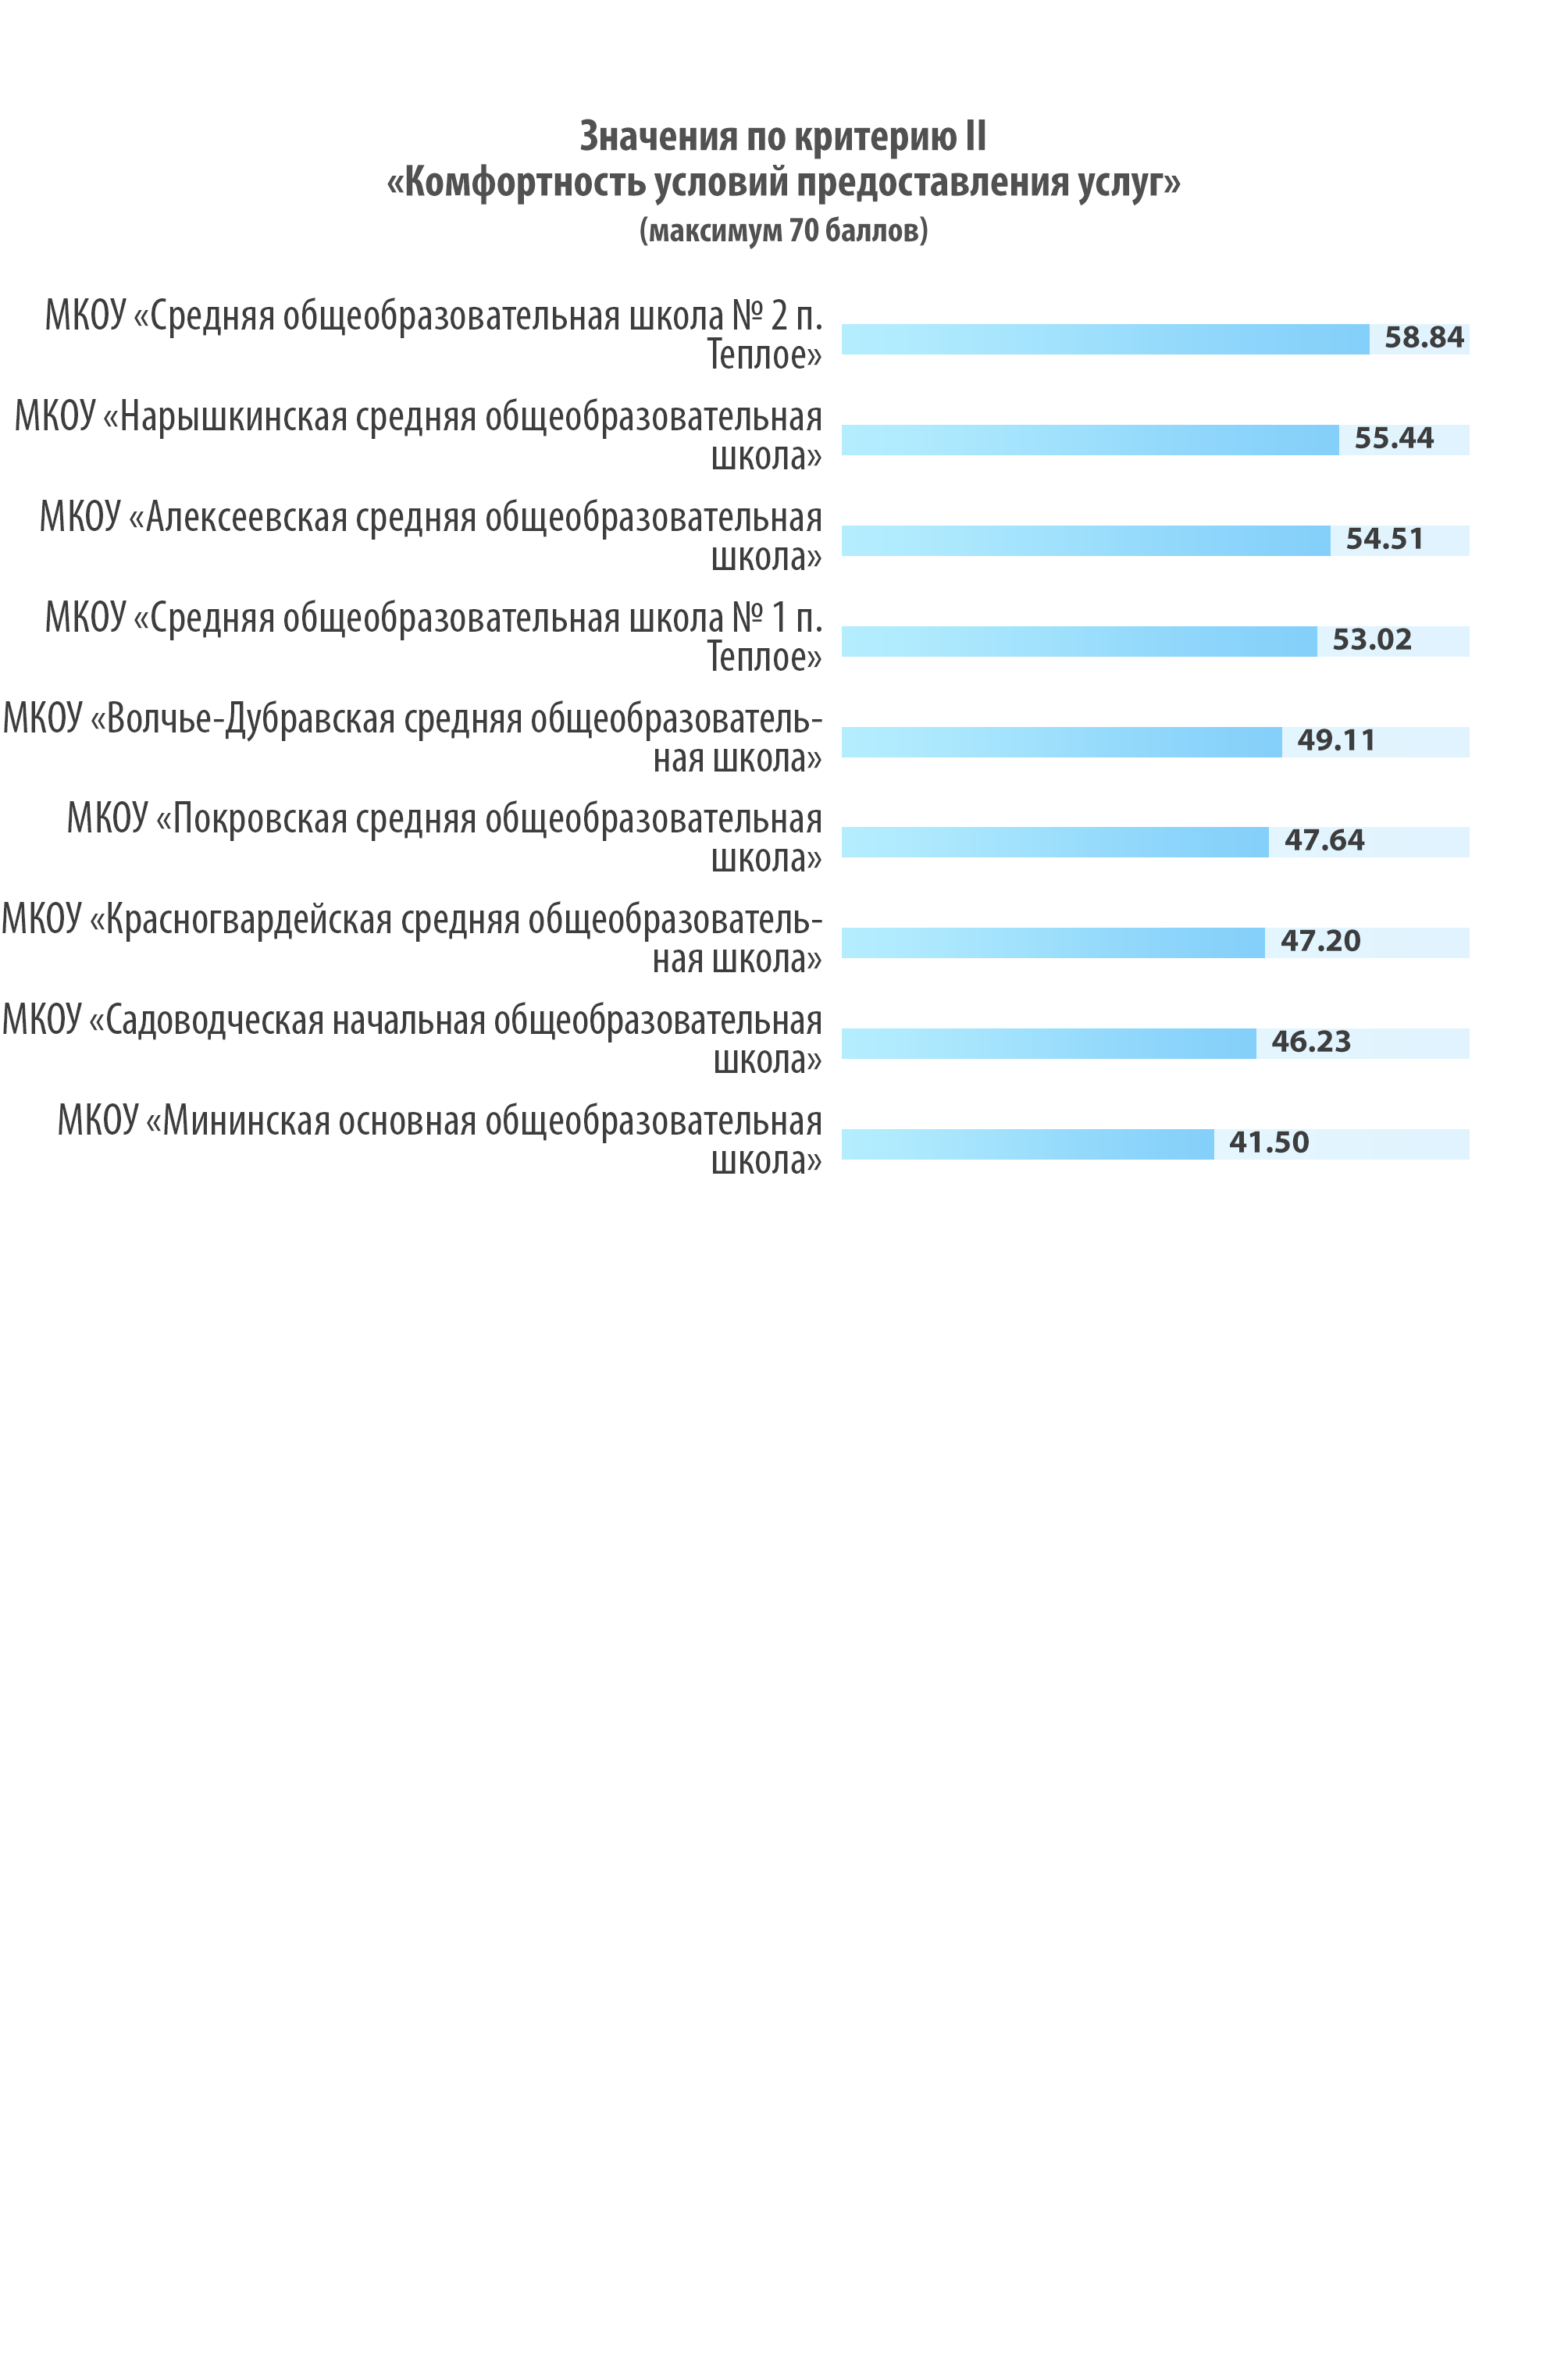 Значения по критерию II
«Комфортность условий предоставления услуг»
(максимум 70 баллов)
МКОУ «Средняя общеобразовательная школа № 2 п.
Теплое»
58.84
МКОУ «Нарышкинская средняя общеобразовательная
школа»
55.44
МКОУ «Алексеевская средняя общеобразовательная
школа»
54.51
МКОУ «Средняя общеобразовательная школа № 1 п.
Теплое»
53.02
МКОУ «Волчье-Дубравская средняя общеобразователь-
ная школа»
49.11
МКОУ «Покровская средняя общеобразовательная
школа»
47.64
МКОУ «Красногвардейская средняя общеобразователь-
ная школа»
47.20
МКОУ «Садоводческая начальная общеобразовательная
школа»
46.23
МКОУ «Мининская основная общеобразовательная
школа»
41.50